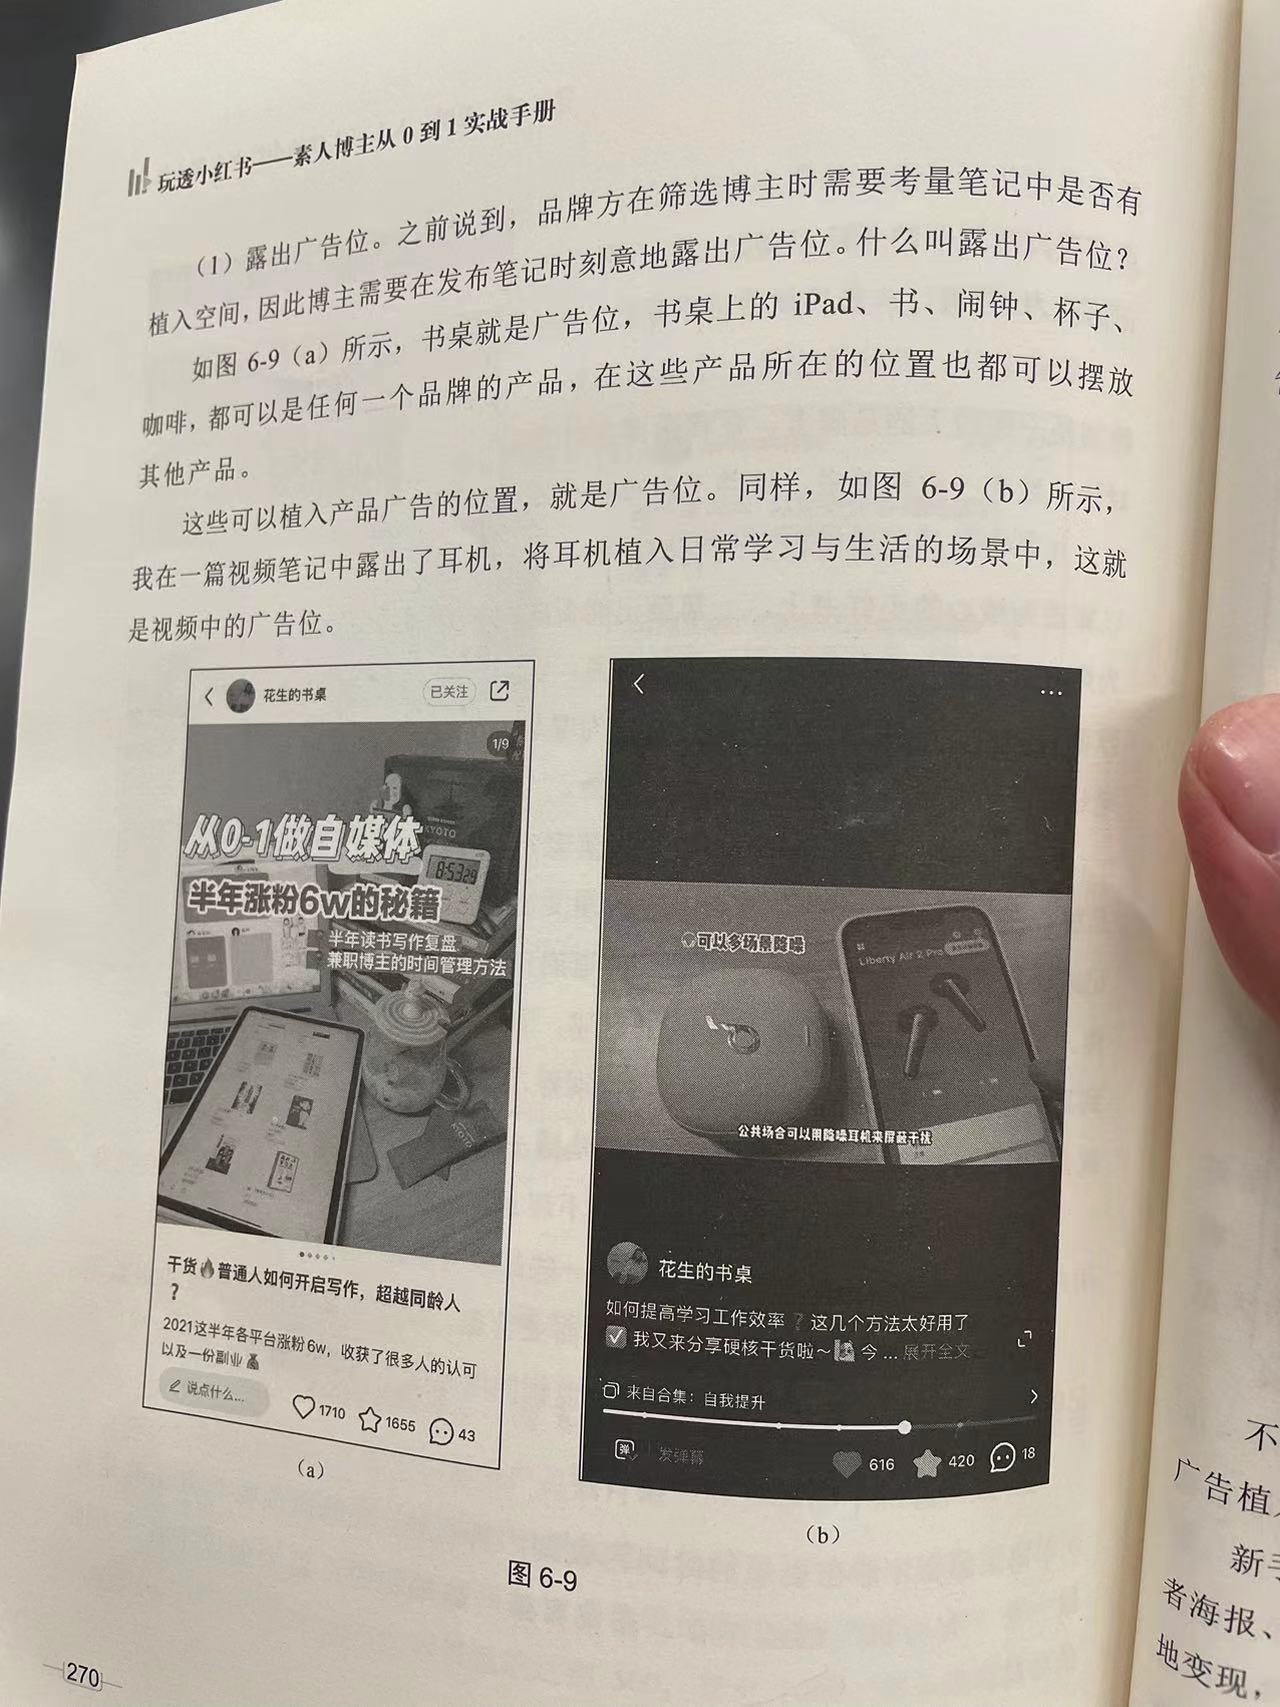 玩透小红书——素人博主从0到1实战手册
（1）露出广告位。之前说到，品牌方在筛选博主时需要考量笔记中是否有
植入空间，因此博主需要在发布笔记时刻意地露出广告位。什么叫露出广告位？
如图 6-9（a）所示，书桌就是广告位，书桌上的 iPad、书、闹钟、杯子、
咖啡，都可以是任何一个品牌的产品，在这些产品所在的位置也都可以摆放
其他产品。
这些可以植入产品广告的位置，就是广告位。同样，如图 6-9（b）所示，
我在一篇视频笔记中露出了耳机，将耳机植入日常学习与生活的场景中，这就
是视频中的广告位。
花生的书桌
已关注
1/9
KYOTO
从0-1做自媒体
8:5329
半年涨粉6w的秘籍
半年读书写作复盘
兼职博主的时间管理方法
KYOTO
干货🔥普通人如何开启写作，超越同龄人
？
2021这半年各平台涨粉6w，收获了很多人的认可
以及一份副业💰
说点什么...
1710
1655
43
（a）
可以多场景降噪
Liberty Air 2 Pro
公共场合可以用降噪耳机来屏蔽干扰
花生的书桌
如何提高学习工作效率❓这几个方法太好用了
✅我又来分享硬核干货啦～ 今 ... 展开全文
来自合集：自我提升
弹
发弹幕
616
420
18
（b）
图 6-9
270
不
广告植
新手
者海报、
地变现，